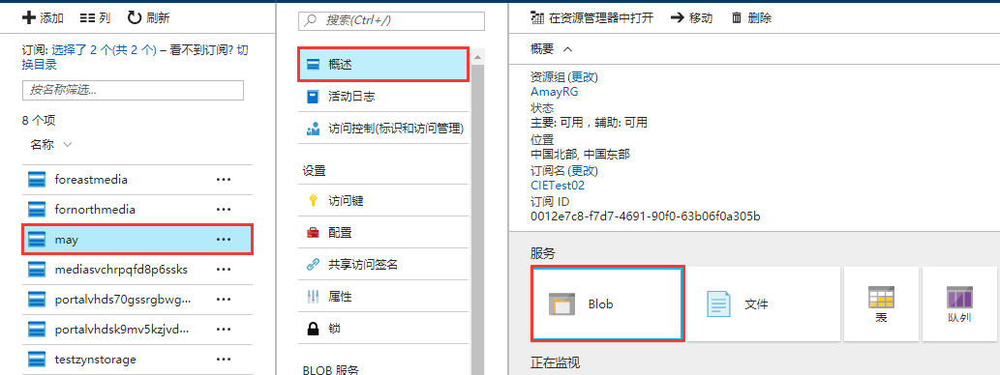 添加 列 刷新
订阅: 选择了 2 个(共 2 个) – 看不到订阅? 切
换目录
按名称筛选...
8 个项
名称
foreastmedia ...
fornorthmedia ...
may ...
mediasvchrpqfd8p6ssks ...
portalvhds70gssrgbwg... ...
portalvhdsk9mv5kzjvd... ...
testzynstorage ...
搜索(Ctrl+/)
概述
活动日志
访问控制(标识和访问管理)
设置
访问键
配置
共享访问签名
属性
锁
BLOB 服务
在资源管理器中打开 移动 删除
概要
资源组 (更改)
AmayRG
状态
主要: 可用，辅助: 可用
位置
中国北部, 中国东部
订阅名 (更改)
CIETest02
订阅 ID
0012e7c8-f7d7-4691-90f0-63b06f0a305b
服务
Blob
文件
表
队列
正在监视